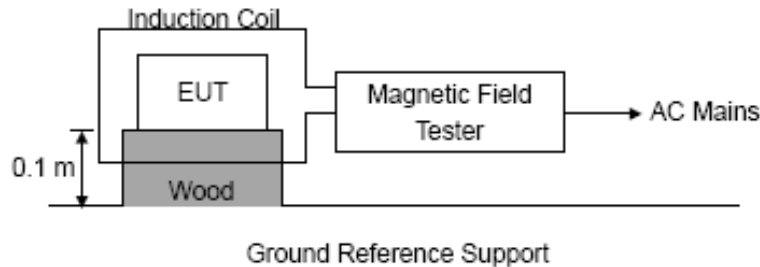 Induction Coil
EUT
Magnetic Field
Tester
AC Mains
0.1 m
Wood
Ground Reference Support